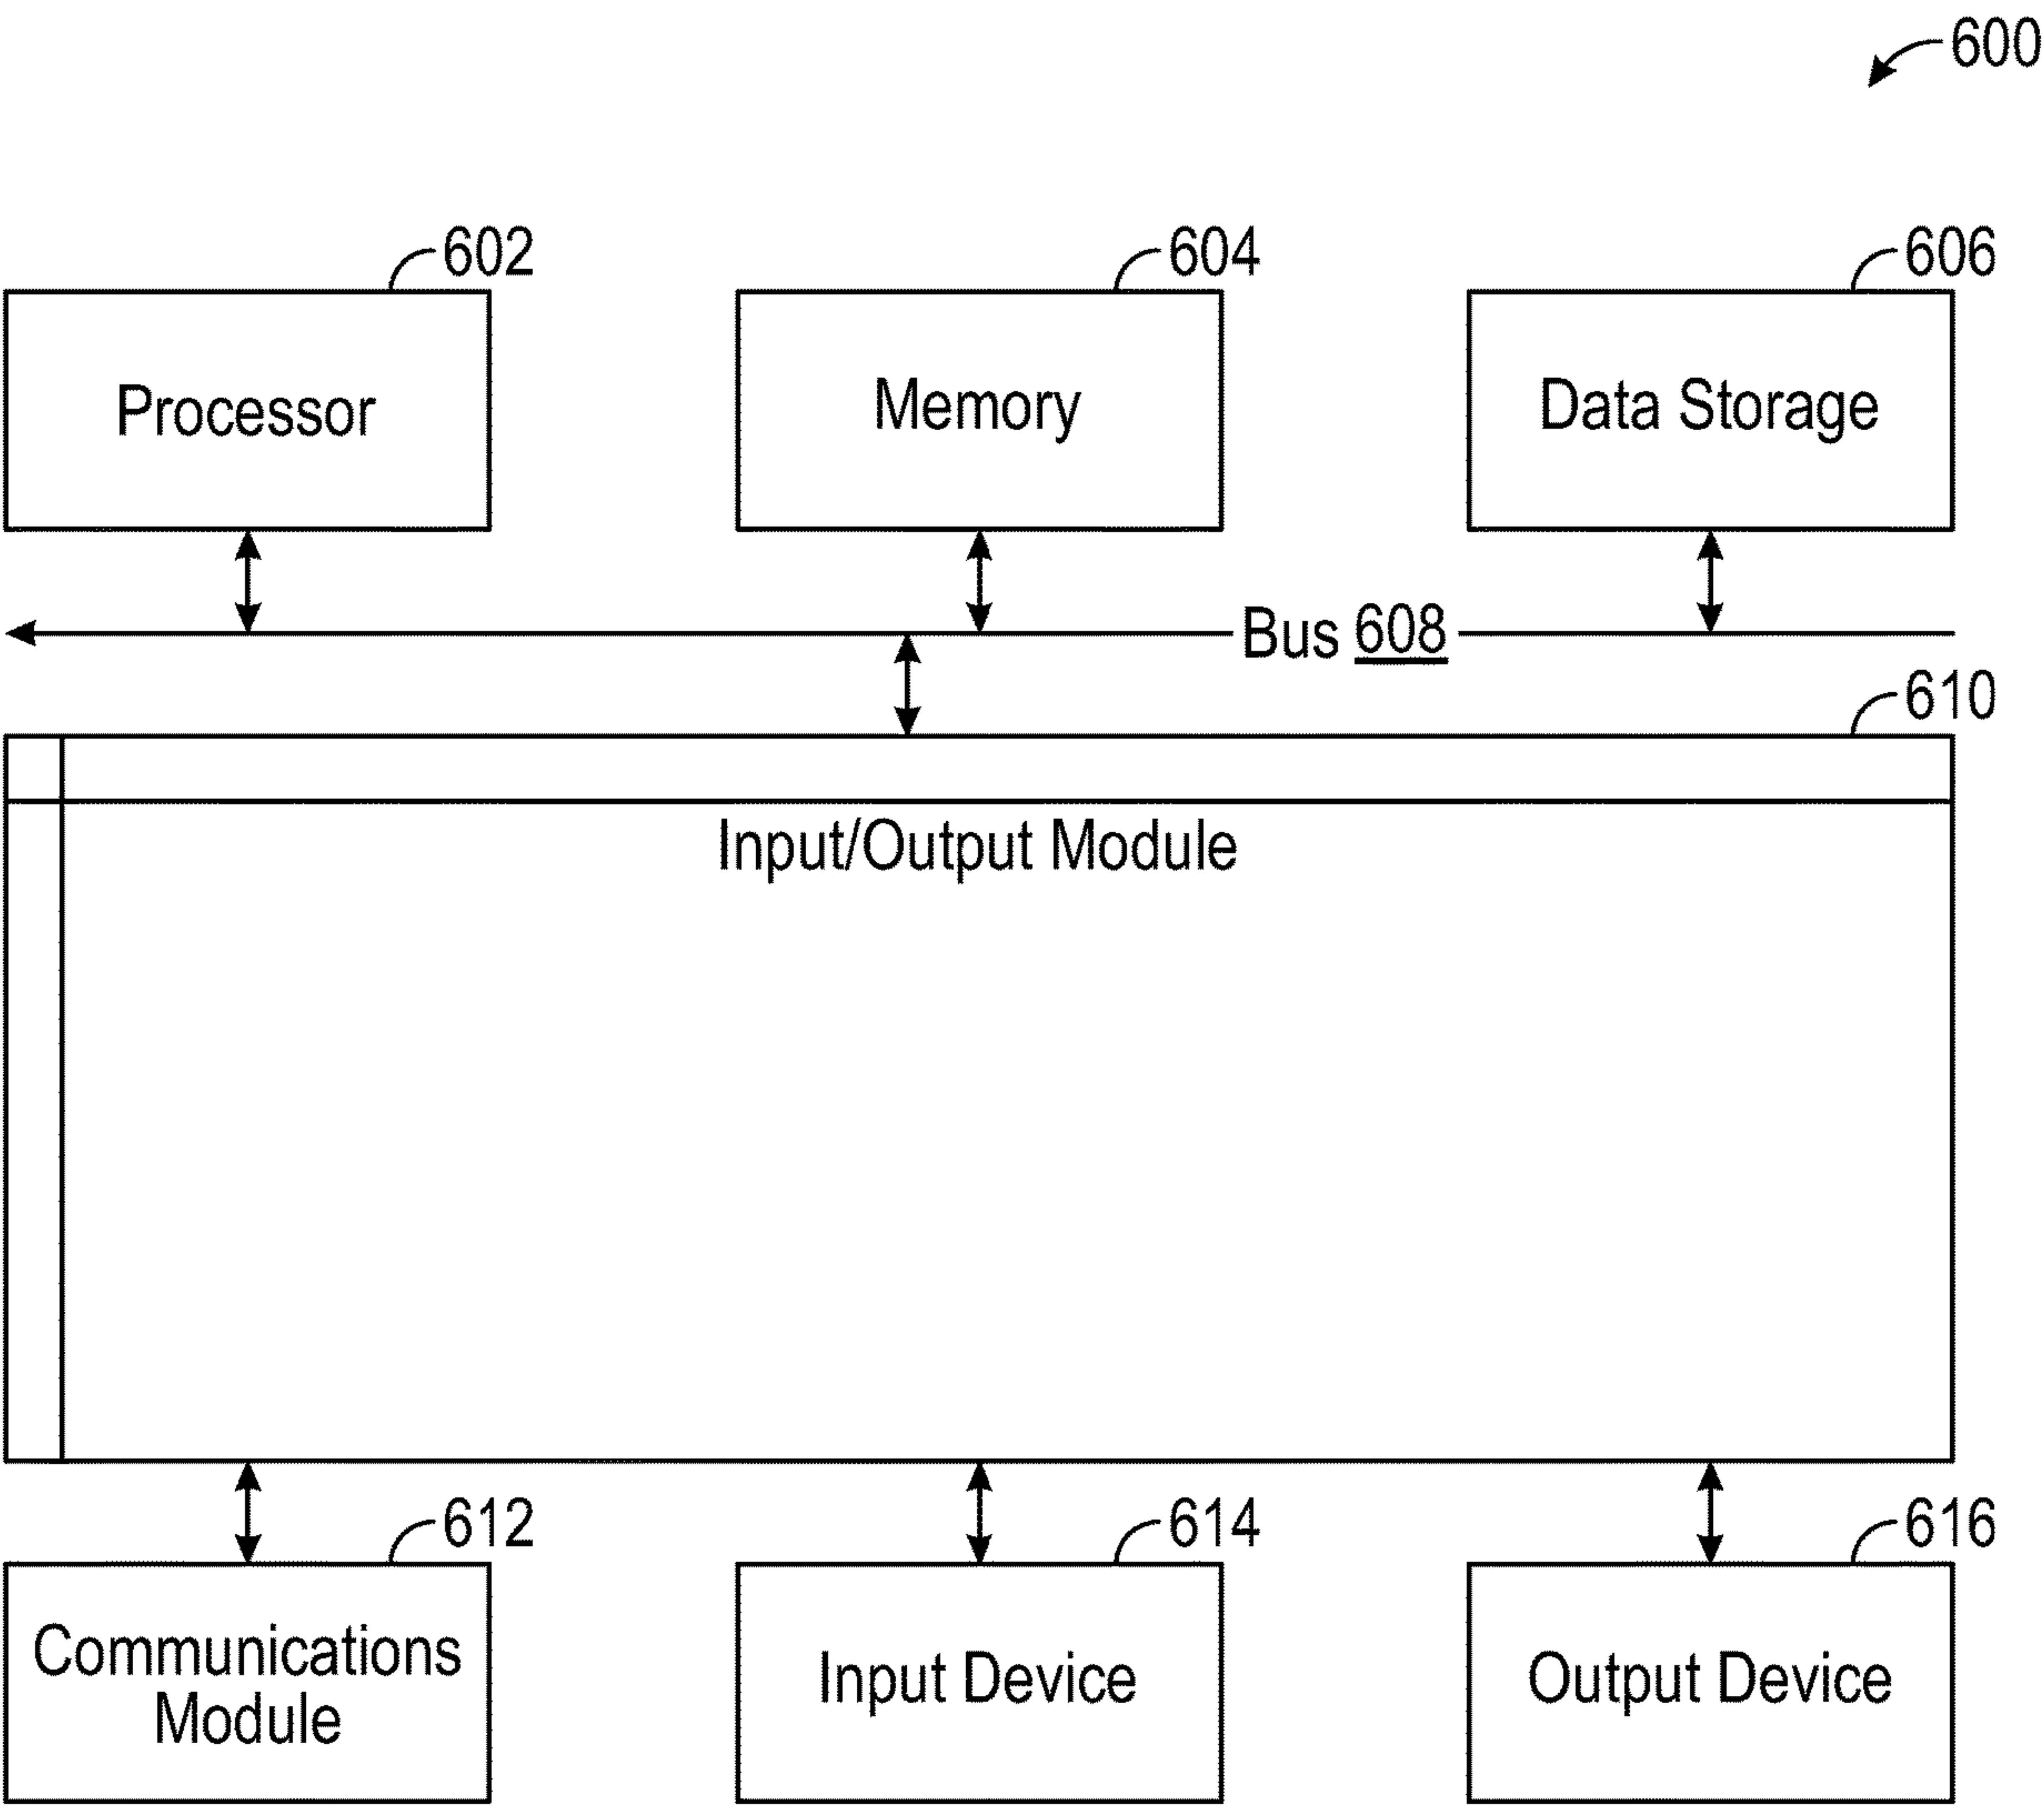 600
602
604
606
Processor
Memory
Data Storage
Bus 608
610
Input/Output Module
612
614
616
Communications
Module
Input Device
Output Device